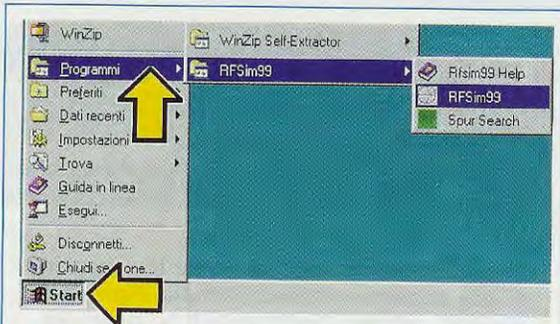 WinZip
Programmi
Preferiti
Dati recenti
Impostazioni
Trova
Guida in linea
Esegui...
Disconnetti...
Chiudi
Start
WinZip Self-Extractor
RFSim99
Rfsim99 Help
RFSim99
Spur Search